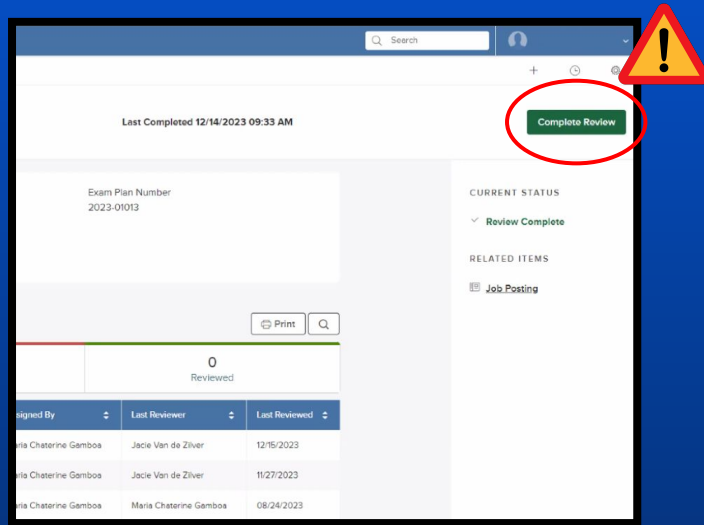 Search
Last Completed 12/14/2023 09:33 AM
Complete Review
Exam Plan Number
2023-01013
CURRENT STATUS
Review Complete
RELATED ITEMS
Job Posting
Print
0
Reviewed
signed By
Last Reviewer
Last Reviewed
aria Chaterine Gamboa
Jacie Van de Zilver
12/15/2023
aria Chaterine Gamboa
Jacie Van de Zilver
11/27/2023
aria Chaterine Gamboa
Maria Chaterine Gamboa
08/24/2023